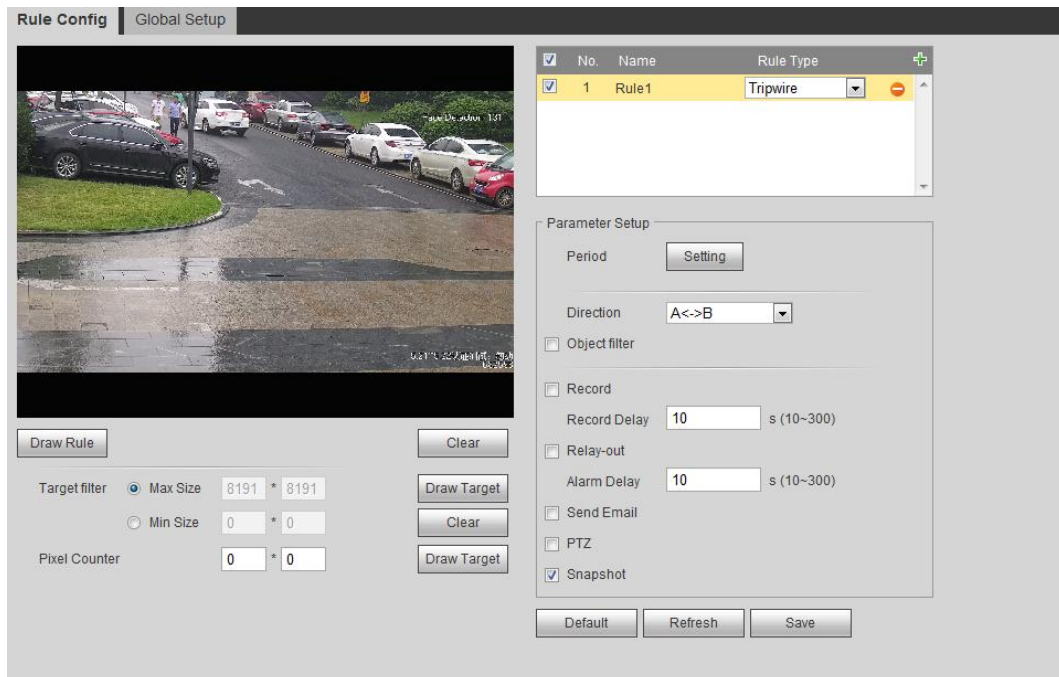 Rule Config Global Setup
No. Name Rule Type
1 Rule1 Tripwire
Parameter Setup
Period Setting
Direction A<->B
Object filter
Record
Record Delay 10 s (10~300)
Relay-out
Alarm Delay 10 s (10~300)
Send Email
PTZ
Snapshot
Default Refresh Save
Draw Rule Clear
Target filter Max Size 8191 * 8191 Draw Target
Min Size 0 * 0 Clear
Pixel Counter 0 * 0 Draw Target